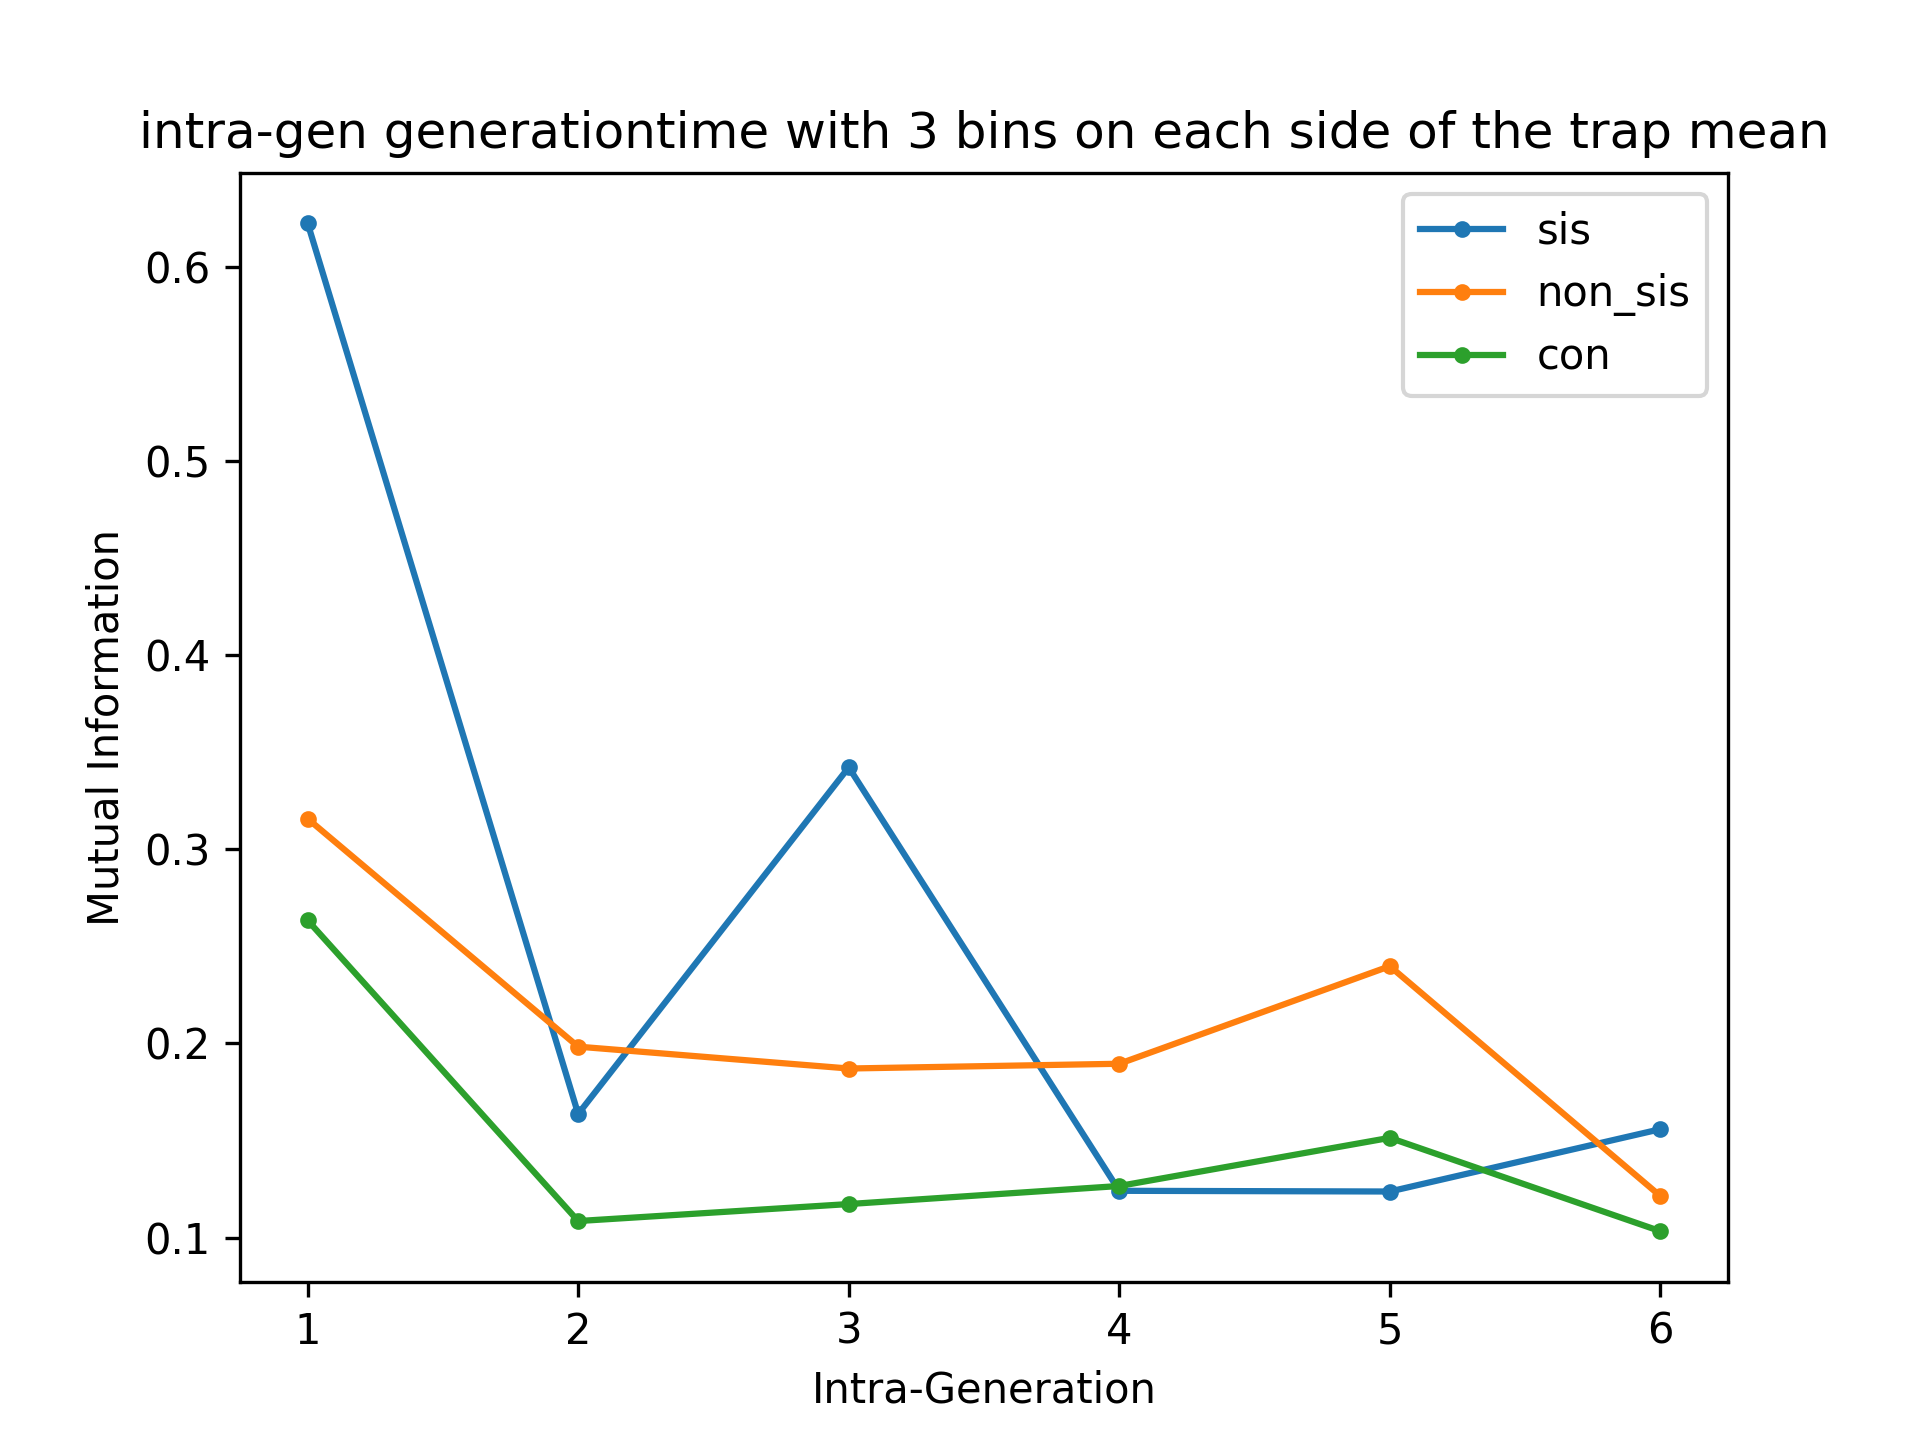 intra-gen generationtime with 3 bins on each side of the trap mean
sis
non_sis
con
0.6
0.5
0.4
0.3
0.2
0.1
Mutual Information
1 2 3 4 5 6
Intra-Generation